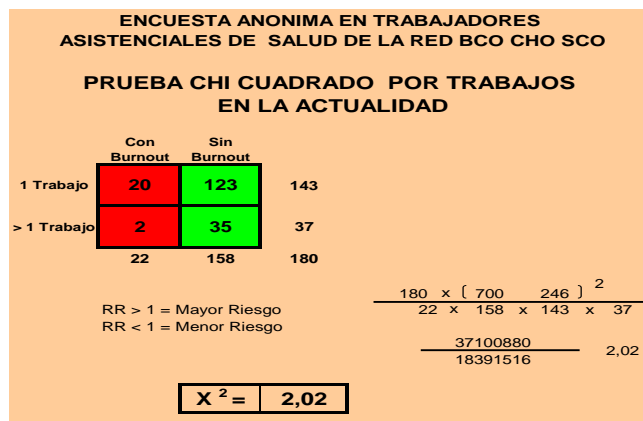 ENCUESTA ANONIMA EN TRABAJADORES
ASISTENCIALES DE SALUD DE LA RED BCO CHO SCO
PRUEBA CHI CUADRADO POR TRABAJOS
EN LA ACTUALIDAD
Con Sin
Burnout Burnout
1 Trabajo 20 123 143
> 1 Trabajo 2 35 37
22 158 180
RR > 1 = Mayor Riesgo
RR < 1 = Menor Riesgo
180 x ( 700 246 ) 2
22 x 158 x 143 x 37
37100880
18391516
2,02
X 2 = 2,02